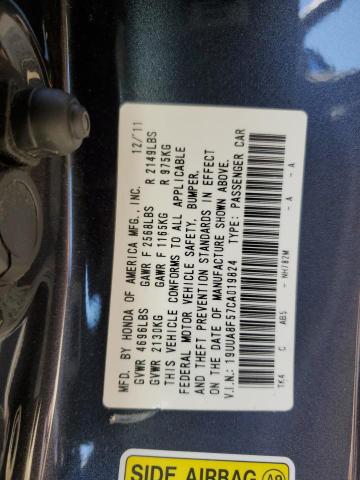 MFD. BY HONDA OF AMERICA MFG., INC. 12/11
GVWR 4696LBS GAWR F 2568LBS R 2149LBS
GVWR 2130KG GAWR F 1165KG R 975KG
THIS VEHICLE CONFORMS TO ALL APPLICABLE
FEDERAL MOTOR VEHICLE SAFETY, BUMPER,
AND THEFT PREVENTION STANDARDS IN EFFECT
ON THE DATE OF MANUFACTURE SHOWN ABOVE.
V.I.N.: 19UUA8F57CA019824 TYPE: PASSENGER CAR
TK4 C AB5 - NH782M - A - A
SIDE AIRBAG